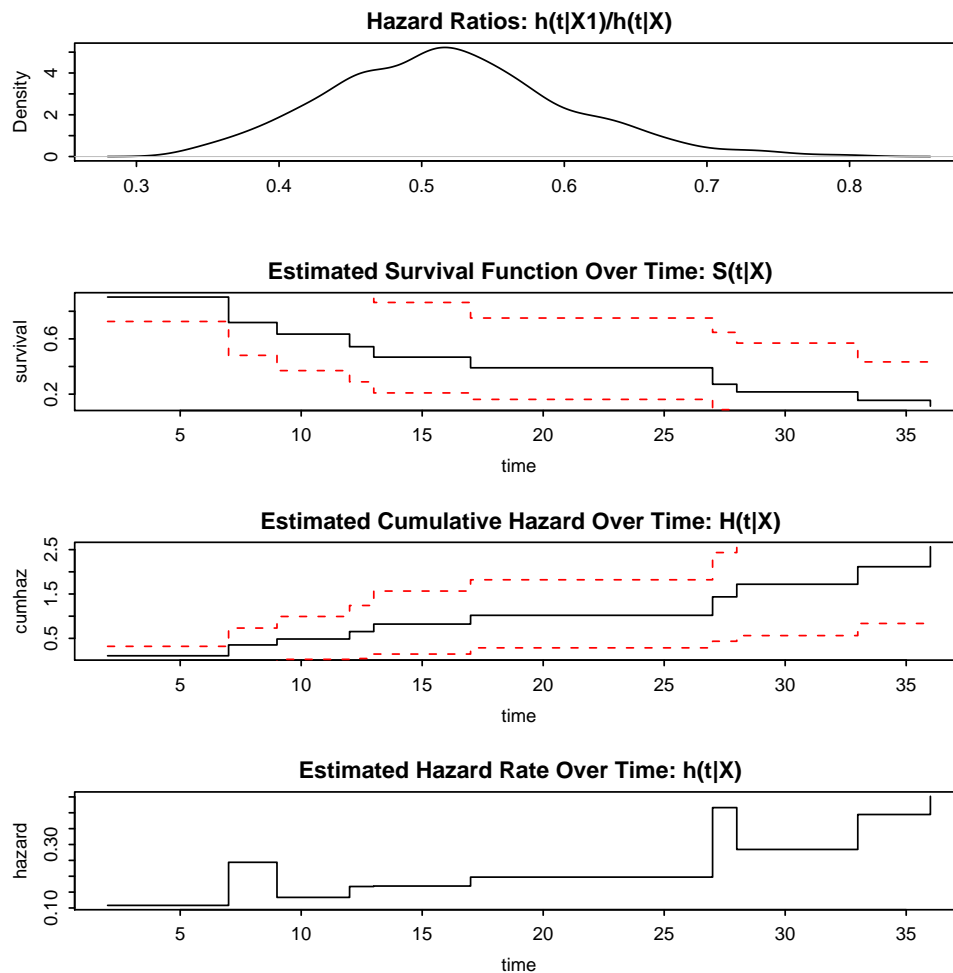 Hazard Ratios: h(t|X1)/h(t|X)
Density
0 2 4
0.3 0.4 0.5 0.6 0.7 0.8
Estimated Survival Function Over Time: S(t|X)
survival
0.2 0.6
5 10 15 20 25 30 35
time
Estimated Cumulative Hazard Over Time: H(t|X)
cumhaz
0.5 1.5 2.5
5 10 15 20 25 30 35
time
Estimated Hazard Rate Over Time: h(t|X)
hazard
0.10 0.30
5 10 15 20 25 30 35
time